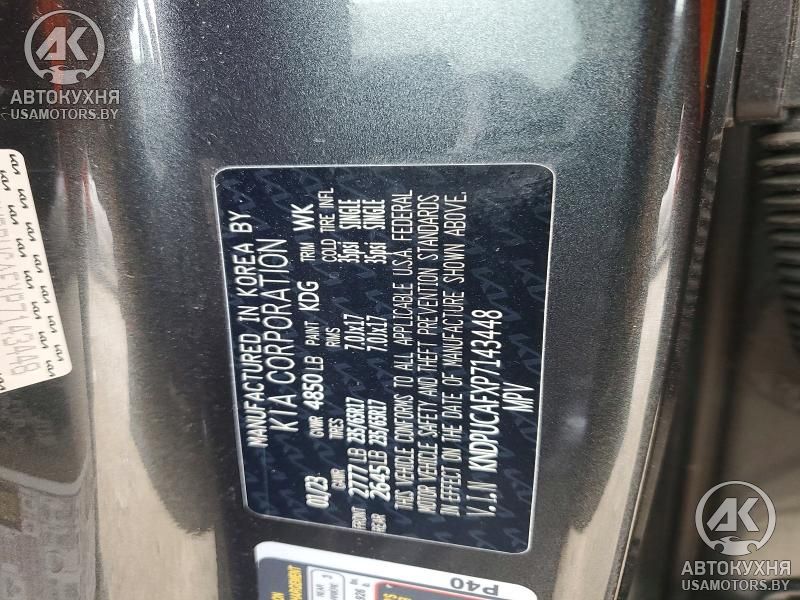 AK
АВТОКУХНЯ
USAMOTORS.BY
MANUFACTURED IN KOREA BY
KIA CORPORATION
01/23 GVWR 4850 LB PAINT KDG TRIM WK
GAWR TIRES RIMS COLD TIRE INFL
FRONT 2777 LB 235/65R17 7.0Jx17 35psi SINGLE
REAR 2645 LB 235/65R17 7.0Jx17 35psi SINGLE
THIS VEHICLE CONFORMS TO ALL APPLICABLE U.S.A. FEDERAL
MOTOR VEHICLE SAFETY AND THEFT PREVENTION STANDARDS
IN EFFECT ON THE DATE OF MANUFACTURE SHOWN ABOVE.
V.I.N KNDPUCAFXP7143448
MPV
P40
AK
АВТОКУХНЯ
USAMOTORS.BY